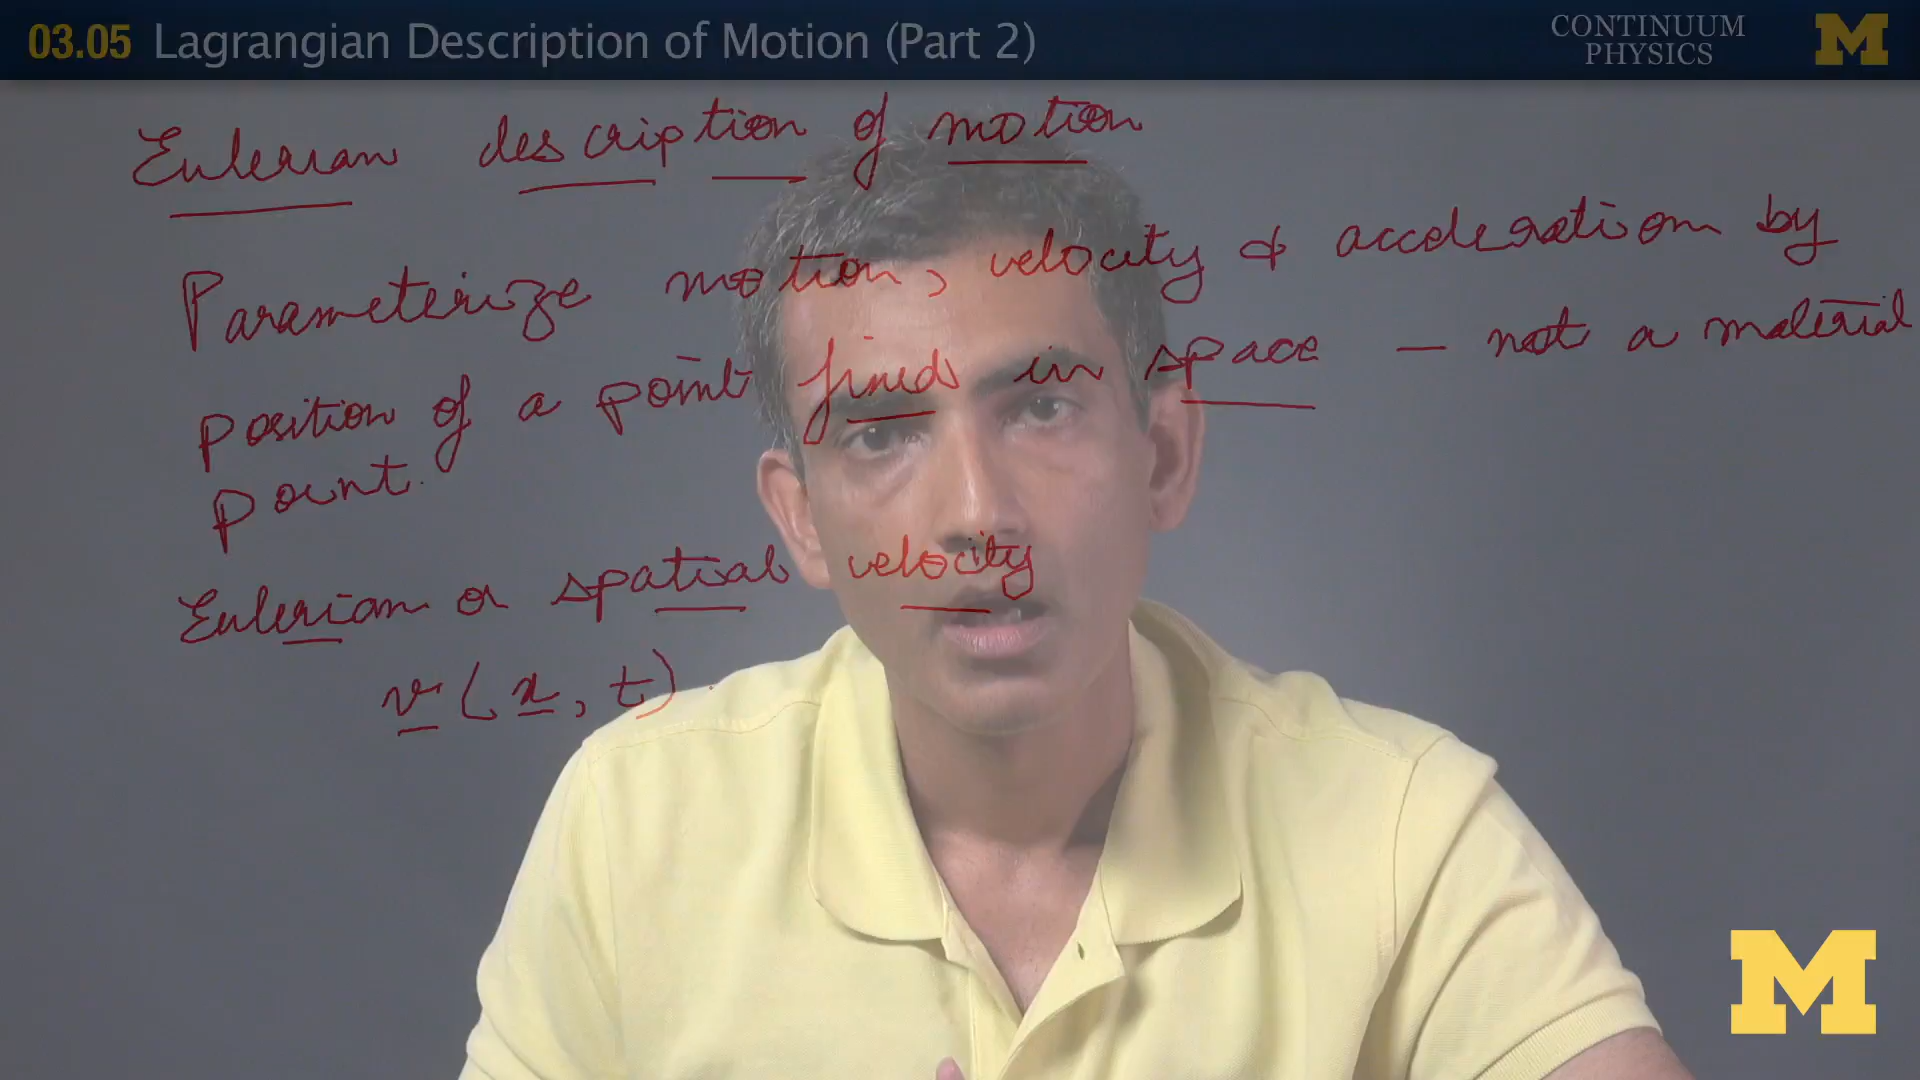 03.05 Lagrangian Description of Motion (Part 2)
CONTINUUM
PHYSICS
M
Eulerian description of motion
Parameterize motion, velocity & acceleration by
position of a point fixed in space – not a material
point.
Eulerian or spatial velocity
v(x, t).
M